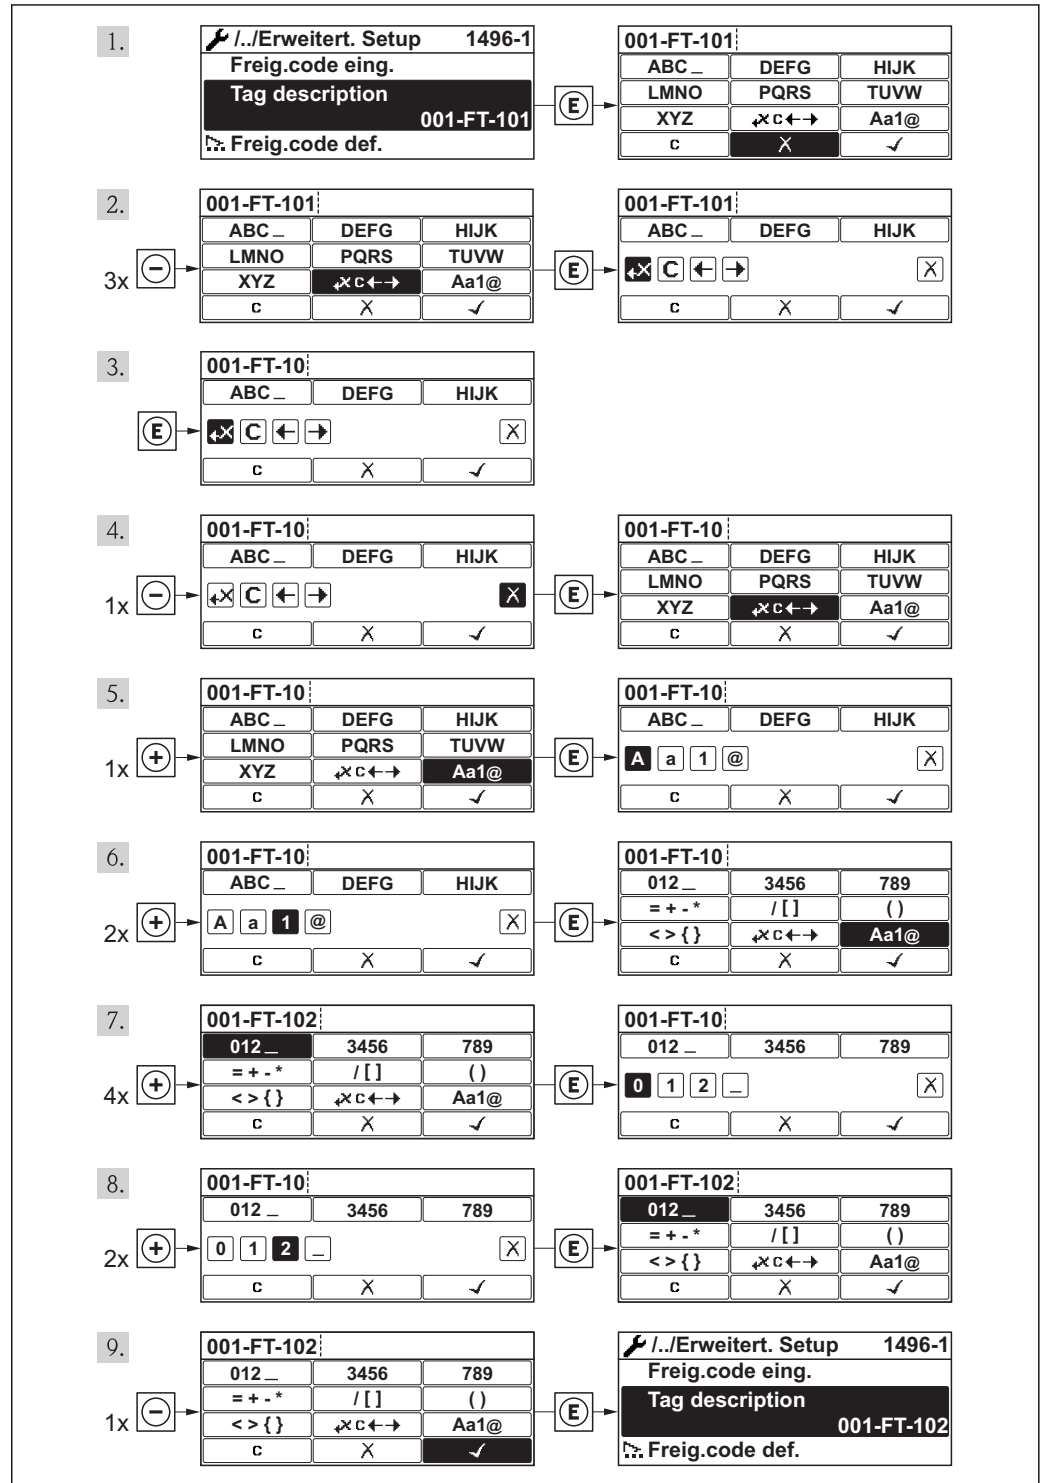 1.
/../Erweitert. Setup 1496-1
Freig.code eing.
Tag description
001-FT-101
Freig.code def.
E
001-FT-101
ABC_ DEFG HIJK
LMNO PQRS TUVW
XYZ C←→ Aa1@
C X ✓
2.
3x −
001-FT-101
ABC_ DEFG HIJK
LMNO PQRS TUVW
XYZ C←→ Aa1@
C X ✓
E
001-FT-101
ABC_ DEFG HIJK
C ← → X
C X ✓
3.
E
001-FT-10
ABC_ DEFG HIJK
C ← → X
C X ✓
4.
1x −
001-FT-10
ABC_ DEFG HIJK
C ← → X
C X ✓
E
001-FT-10
ABC_ DEFG HIJK
LMNO PQRS TUVW
XYZ C←→ Aa1@
C X ✓
5.
1x +
001-FT-10
ABC_ DEFG HIJK
LMNO PQRS TUVW
XYZ C←→ Aa1@
C X ✓
E
001-FT-10
ABC_ DEFG HIJK
A a 1 @ X
C X ✓
6.
2x +
001-FT-10
ABC_ DEFG HIJK
A a 1 @ X
C X ✓
E
001-FT-10
012_ 3456 789
=+-* /[] ()
<>{} C←→ Aa1@
C X ✓
7.
4x +
001-FT-102
012_ 3456 789
=+-* /[] ()
<>{} C←→ Aa1@
C X ✓
E
001-FT-10
012_ 3456 789
0 1 2 _ X
C X ✓
8.
2x +
001-FT-10
012_ 3456 789
0 1 2 _ X
C X ✓
E
001-FT-102
012_ 3456 789
=+-* /[] ()
<>{} C←→ Aa1@
C X ✓
9.
1x −
001-FT-102
012_ 3456 789
=+-* /[] ()
<>{} C←→ Aa1@
C X ✓
E
/../Erweitert. Setup 1496-1
Freig.code eing.
Tag description
001-FT-102
Freig.code def.